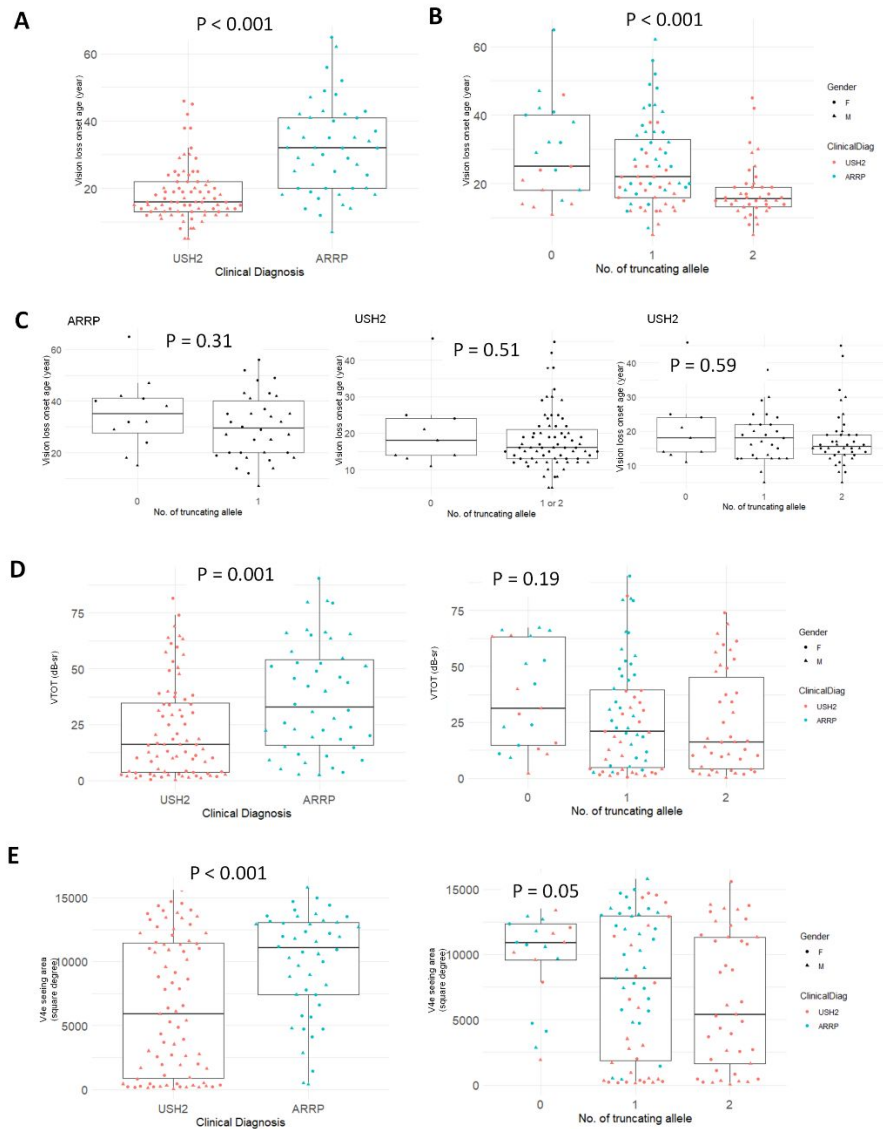 A
P < 0.001
Vision loss onset age (year)
60
40
20
USH2
ARRP
Clinical Diagnosis
B
P < 0.001
Vision loss onset age (year)
60
40
20
0
1
2
No. of truncating allele
Gender
F
M
ClinicalDiag
USH2
ARRP
C
ARRP
P = 0.31
Vision loss onset age (year)
60
40
20
0
1
No. of truncating allele
USH2
P = 0.51
Vision loss onset age (year)
40
30
20
10
0
1 or 2
No. of truncating allele
USH2
P = 0.59
Vision loss onset age (year)
40
30
20
10
0
1
2
No. of truncating allele
D
P = 0.001
VTOT (dB-sr)
75
50
25
0
USH2
ARRP
Clinical Diagnosis
P = 0.19
VTOT (dB-sr)
75
50
25
0
0
1
2
No. of truncating allele
Gender
F
M
ClinicalDiag
USH2
ARRP
E
P < 0.001
V4e seeing area
(square degree)
15000
10000
5000
0
USH2
ARRP
Clinical Diagnosis
P = 0.05
V4e seeing area
(square degree)
15000
10000
5000
0
0
1
2
No. of truncating allele
Gender
F
M
ClinicalDiag
USH2
ARRP